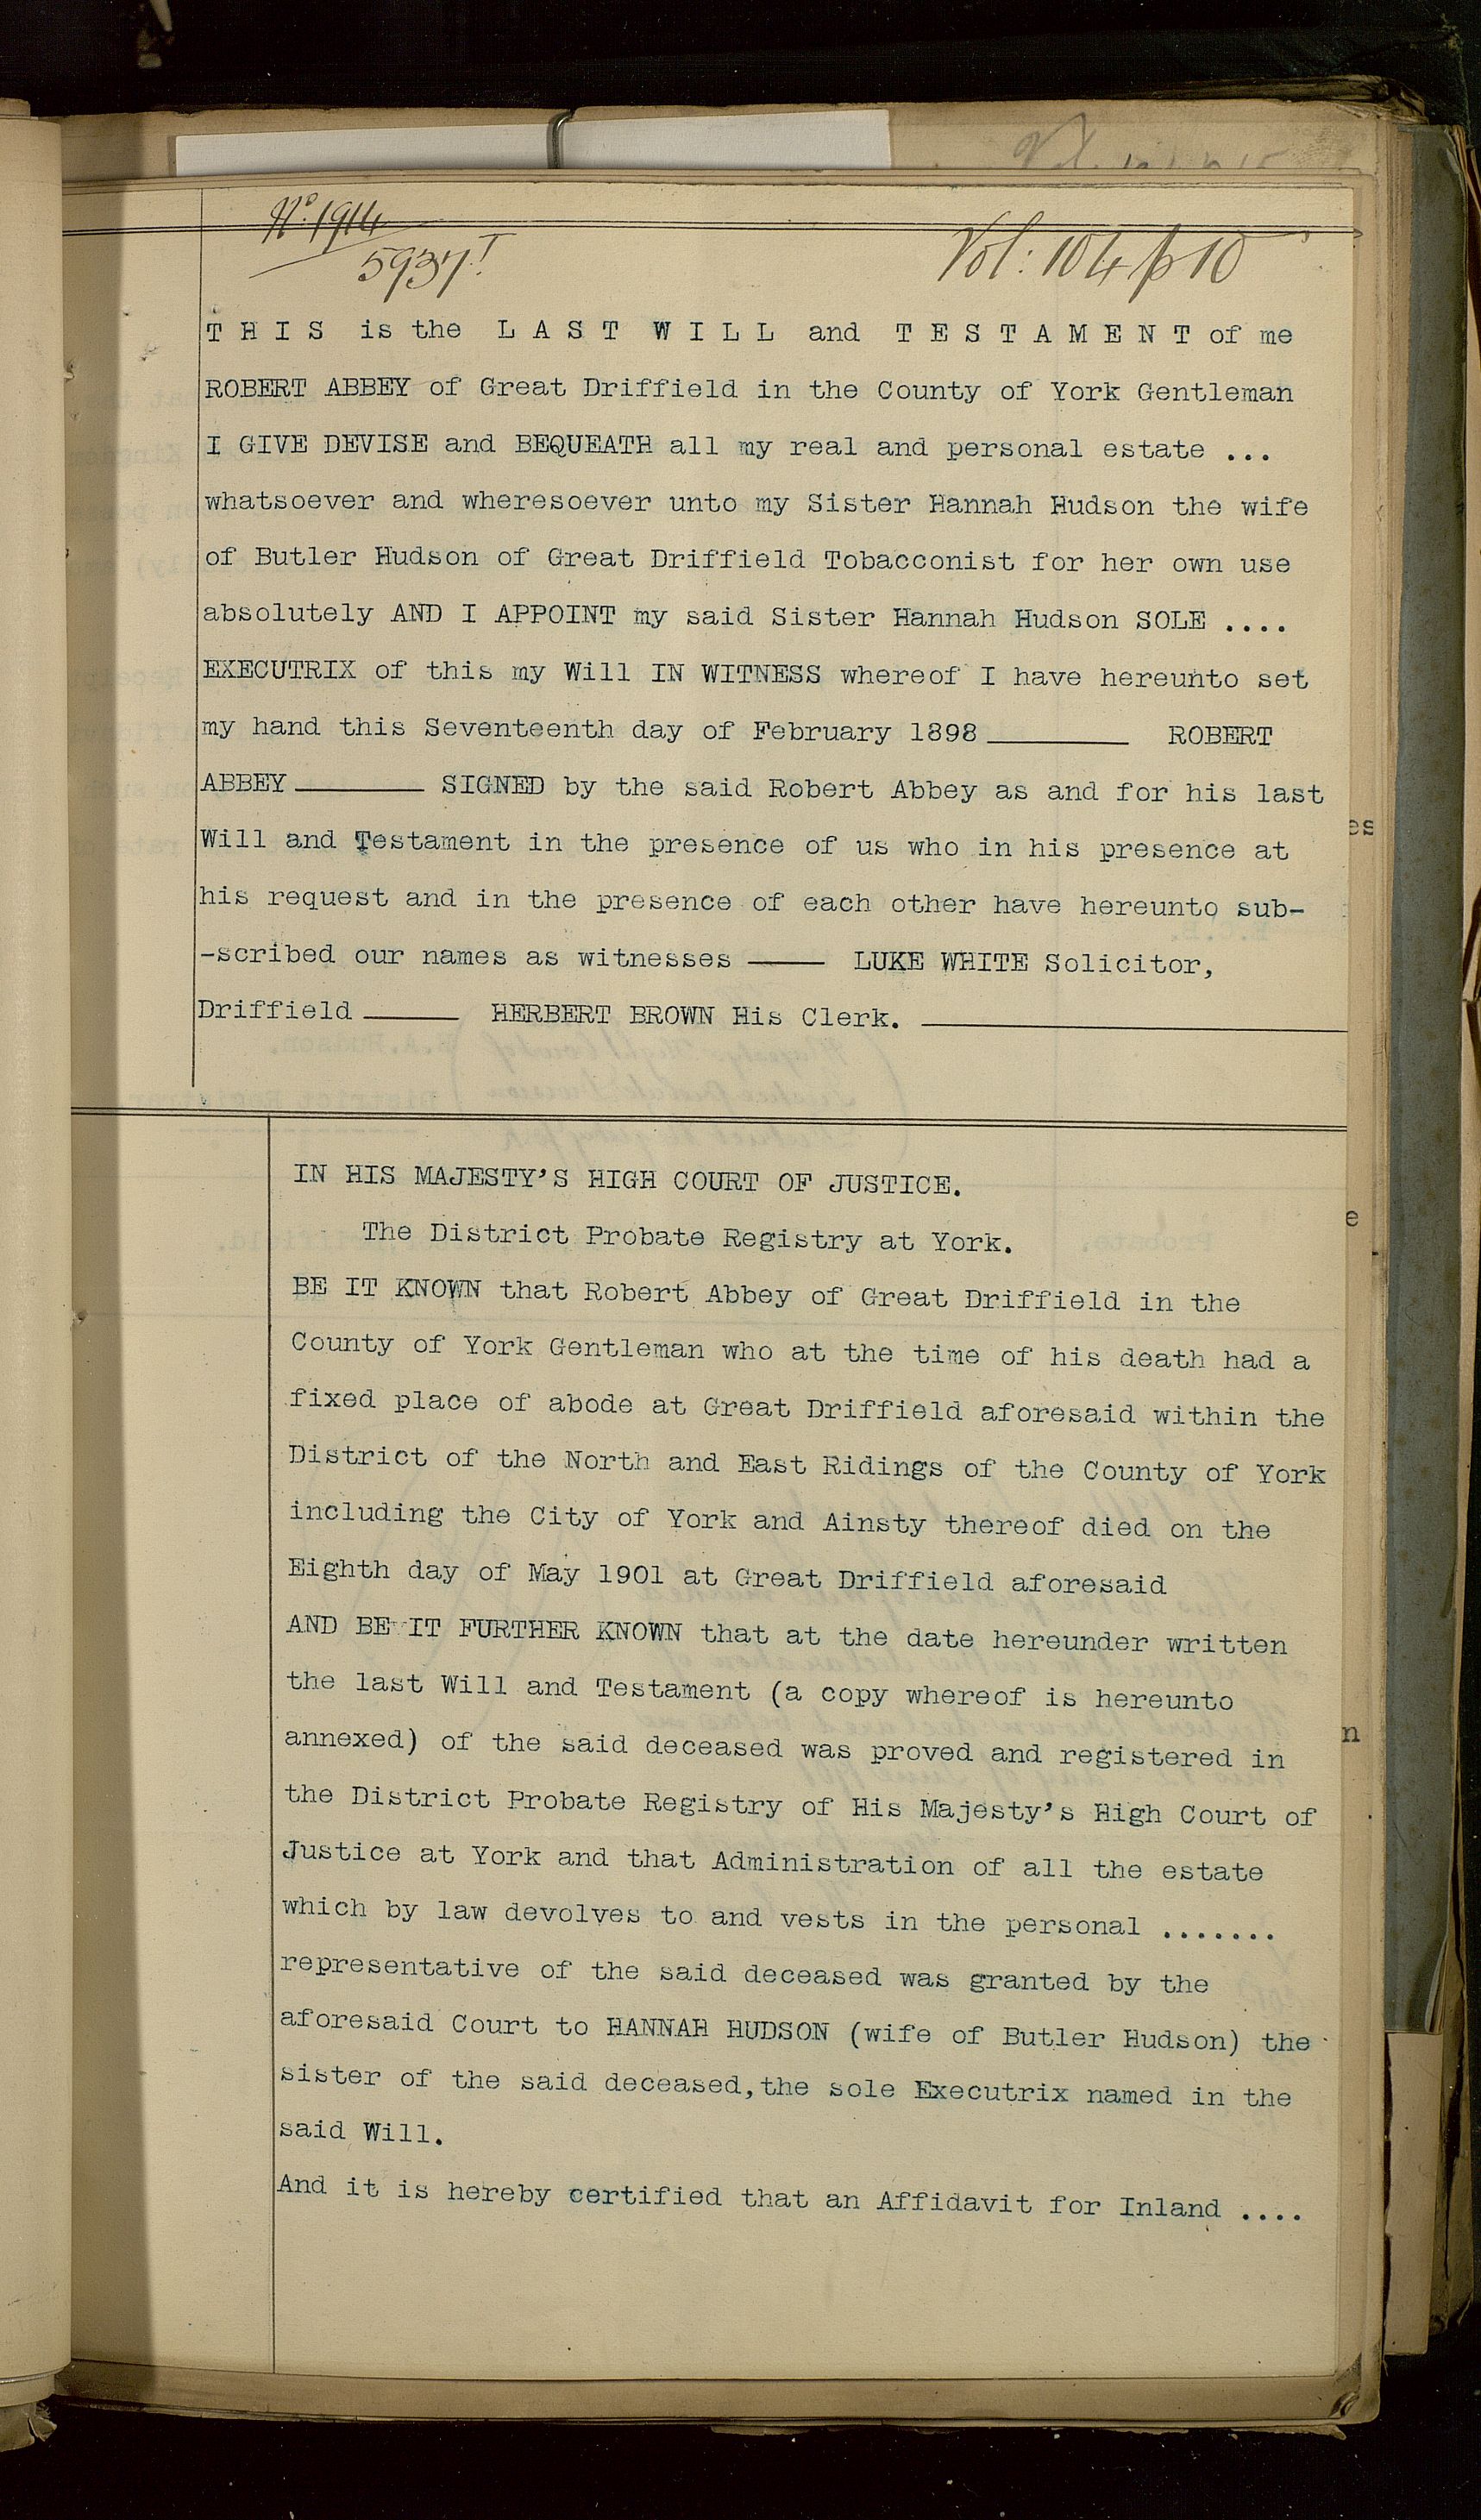 No. 1914
5937
Vol: 104 p 10
T H I S is the L A S T W I L L and T E S T A M E N T of me
ROBERT ABBEY of Great Driffield in the County of York Gentleman
I GIVE DEVISE and BEQUEATH all my real and personal estate ...
whatsoever and wheresoever unto my Sister Hannah Hudson the wife
of Butler Hudson of Great Driffield Tobacconist for her own use
absolutely AND I APPOINT my said Sister Hannah Hudson SOLE ....
EXECUTRIX of this my Will IN WITNESS whereof I have hereunto set
my hand this Seventeenth day of February 1898 ROBERT
ABBEY SIGNED by the said Robert Abbey as and for his last
Will and Testament in the presence of us who in his presence at
his request and in the presence of each other have hereunto sub-
-scribed our names as witnesses LUKE WHITE Solicitor,
Driffield HERBERT BROWN His Clerk.
IN HIS MAJESTY'S HIGH COURT OF JUSTICE.
The District Probate Registry at York.
BE IT KNOWN that Robert Abbey of Great Driffield in the
County of York Gentleman who at the time of his death had a
fixed place of abode at Great Driffield aforesaid within the
District of the North and East Ridings of the County of York
including the City of York and Ainsty thereof died on the
Eighth day of May 1901 at Great Driffield aforesaid
AND BE IT FURTHER KNOWN that at the date hereunder written
the last Will and Testament (a copy whereof is hereunto
annexed) of the said deceased was proved and registered in
the District Probate Registry of His Majesty's High Court of
Justice at York and that Administration of all the estate
which by law devolves to and vests in the personal .......
representative of the said deceased was granted by the
aforesaid Court to HANNAH HUDSON (wife of Butler Hudson) the
sister of the said deceased, the sole Executrix named in the
said Will.
And it is hereby certified that an Affidavit for Inland ....